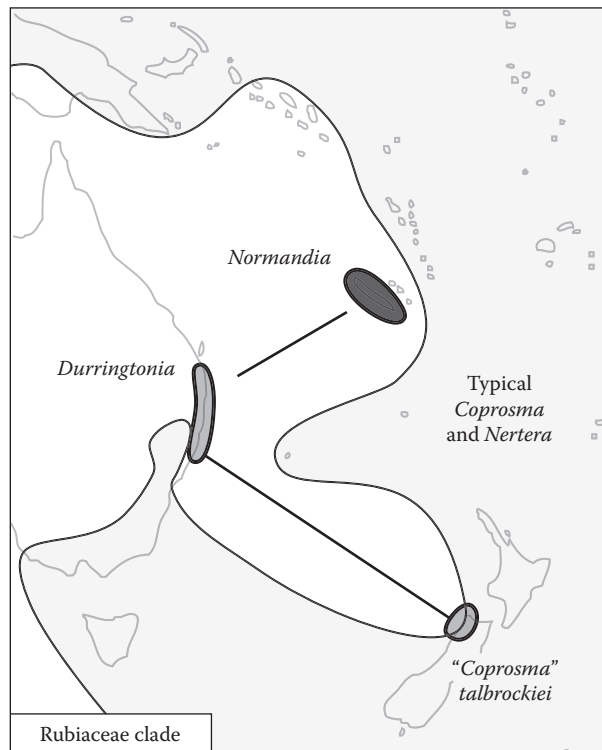 Normandia
Durringtonia
Typical
Coprosma
and Nertera
“Coprosma”
talbrockiei
Rubiaceae clade